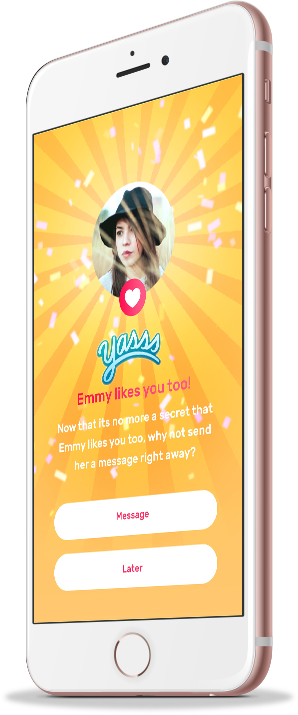 yasss
Emmy likes you too!
Now that its no more a secret that
Emmy likes you too, why not send
her a message right away?
Message
Later